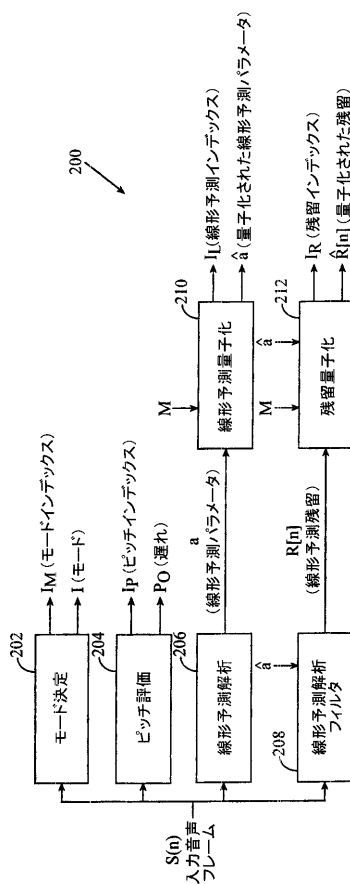 200
S(n)
入力音声
フレーム
202
モード決定
I_M (モードインデックス)
I (モード)
204
ピッチ評価
I_P (ピッチインデックス)
P_O (遅れ)
206
線形予測解析
a
(線形予測パラメータ)
M
210
線形予測量子化
I_L (線形予測インデックス)
â (量子化された線形予測パラメータ)
â
208
線形予測解析
フィルタ
R[n]
(線形予測残留)
M
â
212
残留量子化
I_R (残留インデックス)
R̂[n] (量子化された残留)